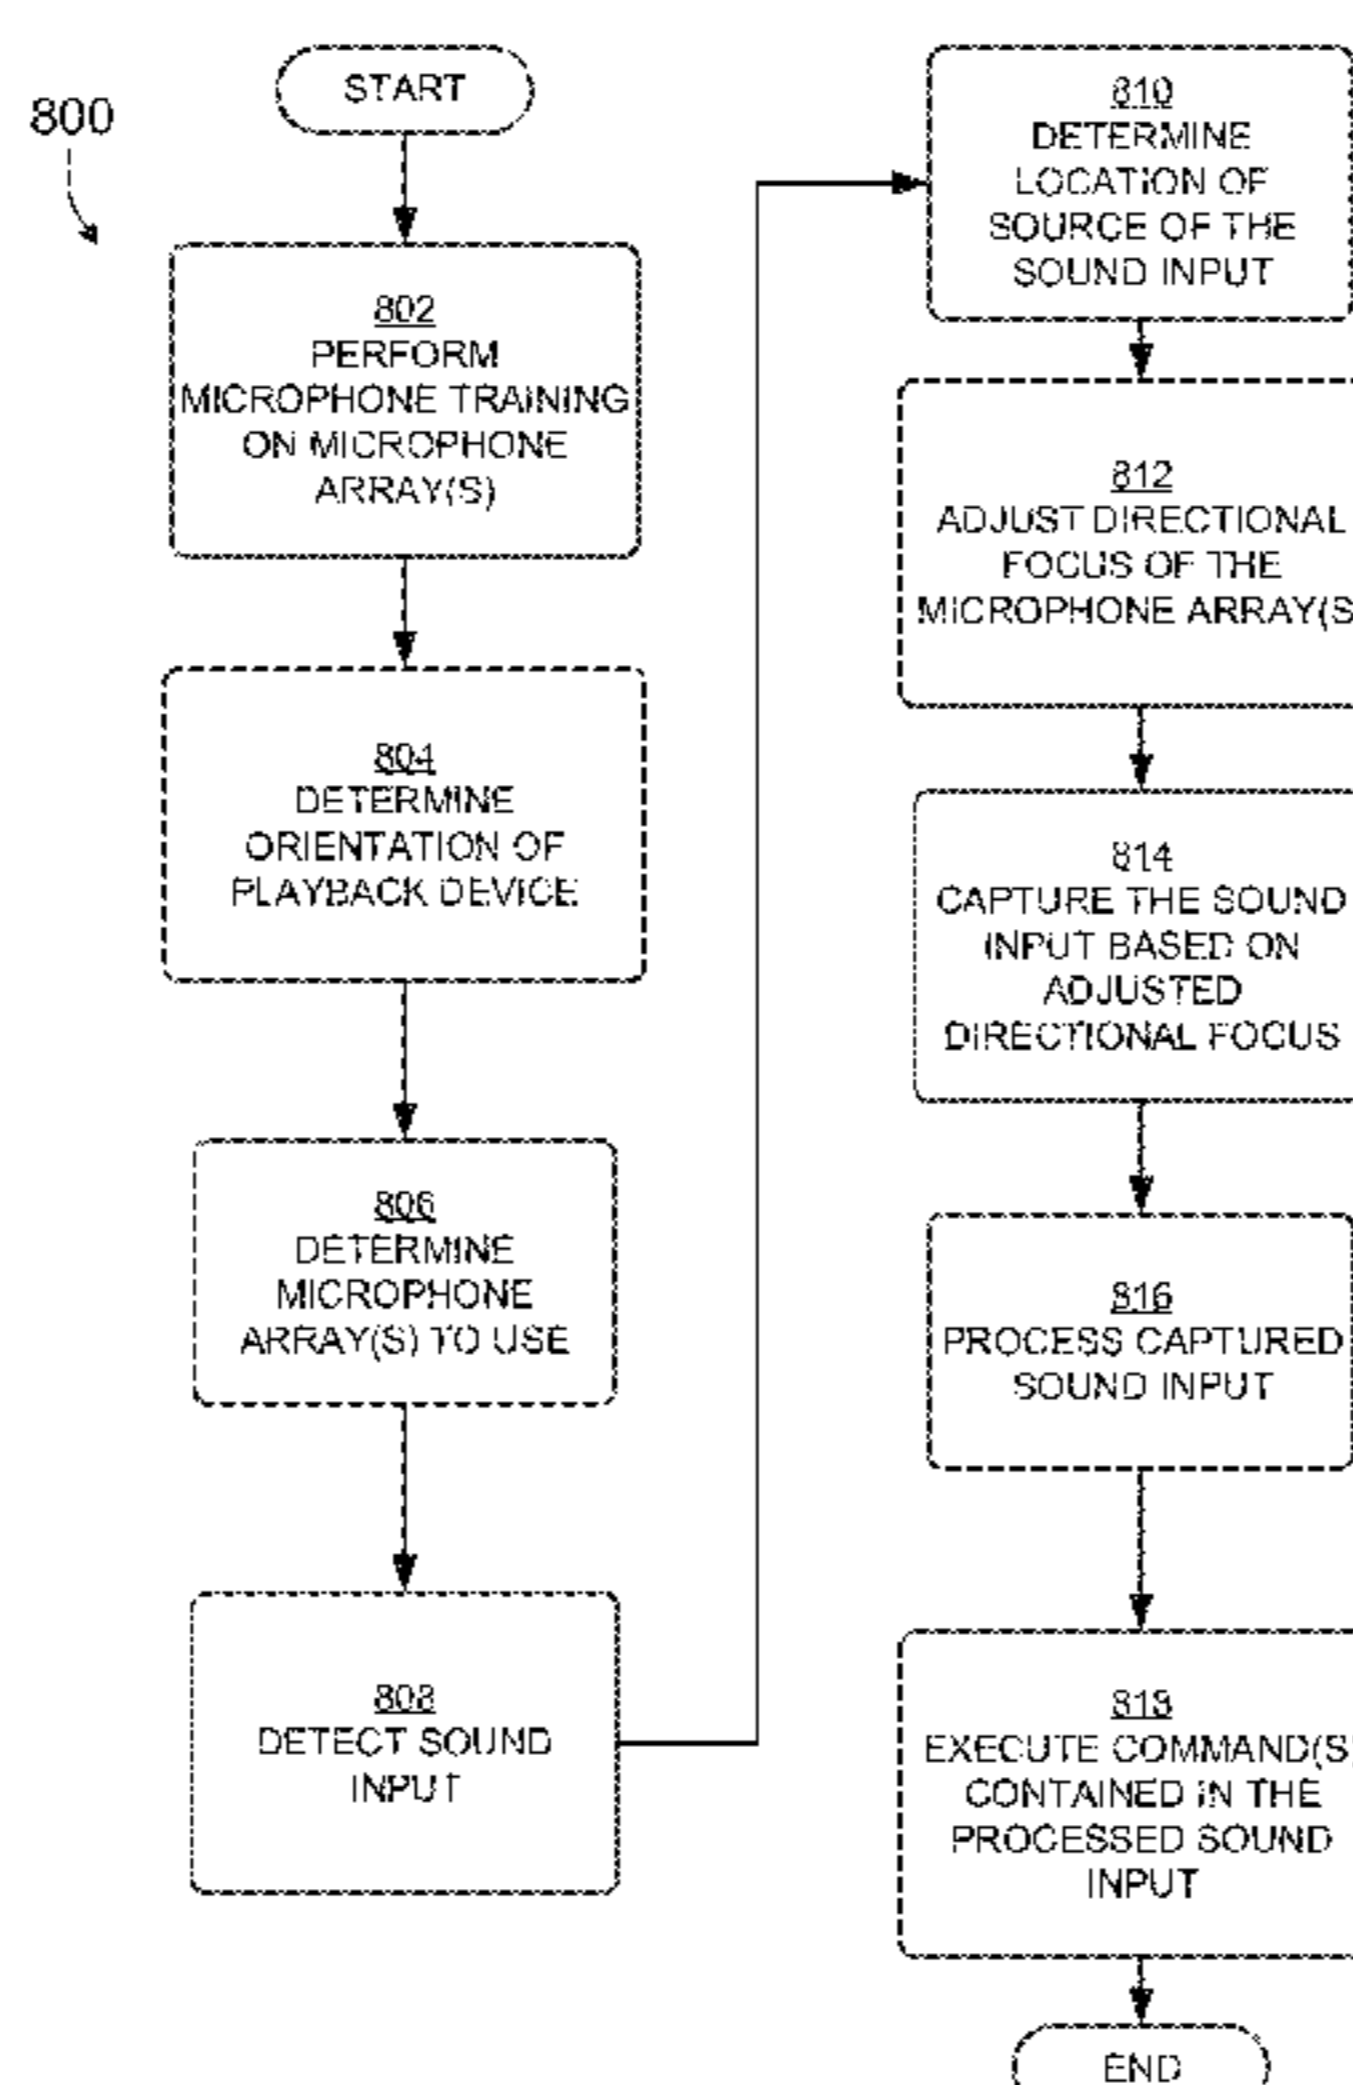 800
START
802
PERFORM
MICROPHONE TRAINING
ON MICROPHONE
ARRAY(S)
804
DETERMINE
ORIENTATION OF
PLAYBACK DEVICE
806
DETERMINE
MICROPHONE
ARRAY(S) TO USE
808
DETECT SOUND
INPUT
810
DETERMINE
LOCATION OF
SOURCE OF THE
SOUND INPUT
812
ADJUST DIRECTIONAL
FOCUS OF THE
MICROPHONE ARRAY(S
814
CAPTURE THE SOUND
INPUT BASED ON
ADJUSTED
DIRECTIONAL FOCUS
816
PROCESS CAPTURED
SOUND INPUT
818
EXECUTE COMMAND(S)
CONTAINED IN THE
PROCESSED SOUND
INPUT
END